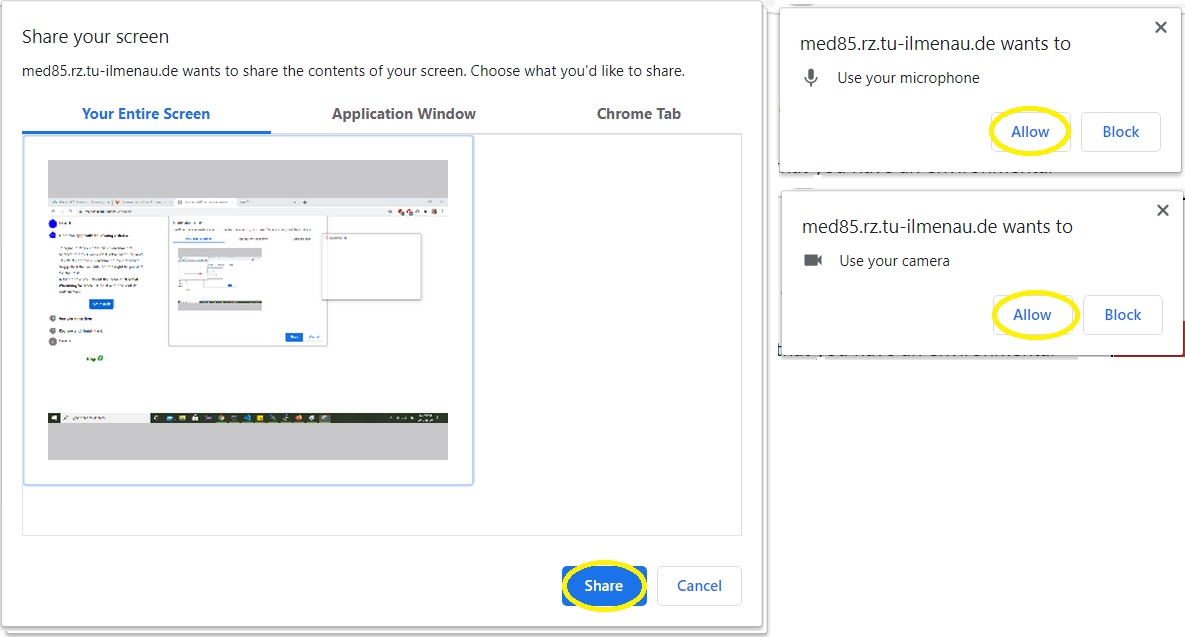 Share your screen
med85.rz.tu-ilmenau.de wants to share the contents of your screen. Choose what you'd like to share.
Your Entire Screen Application Window Chrome Tab
Share Cancel
med85.rz.tu-ilmenau.de wants to
Use your microphone
Allow Block
med85.rz.tu-ilmenau.de wants to
Use your camera
Allow Block